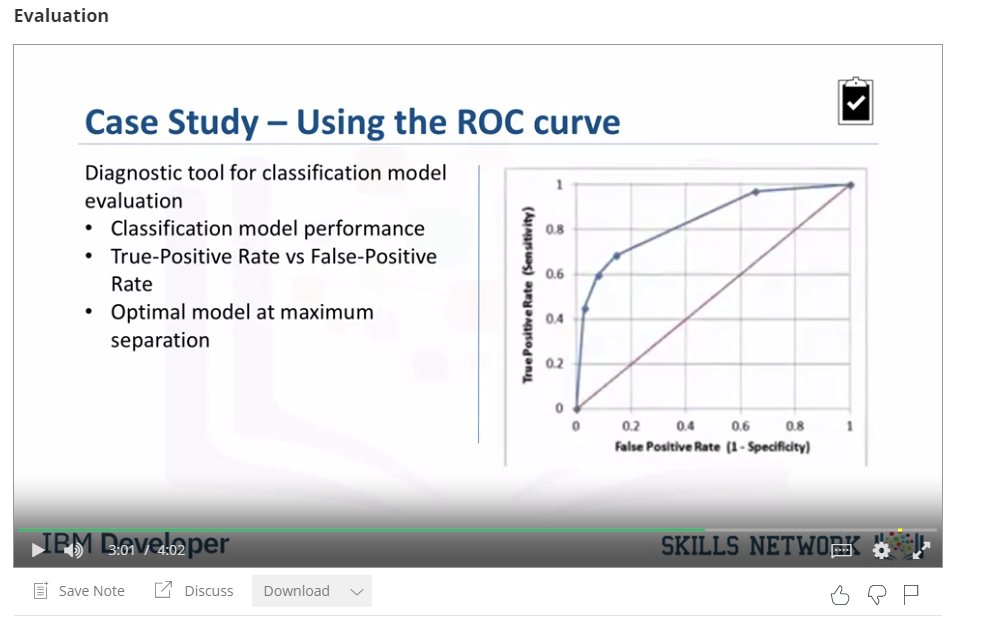 Evaluation
Case Study – Using the ROC curve
Diagnostic tool for classification model
evaluation
• Classification model performance
• True-Positive Rate vs False-Positive
Rate
• Optimal model at maximum
separation
True Positive Rate (Sensitivity)
1
0.8
0.6
0.4
0.2
0
0 0.2 0.4 0.6 0.8 1
False Positive Rate (1 - Specificity)
IBM Developer
SKILLS NETWORK
3:01 / 4:02
Save Note Discuss Download